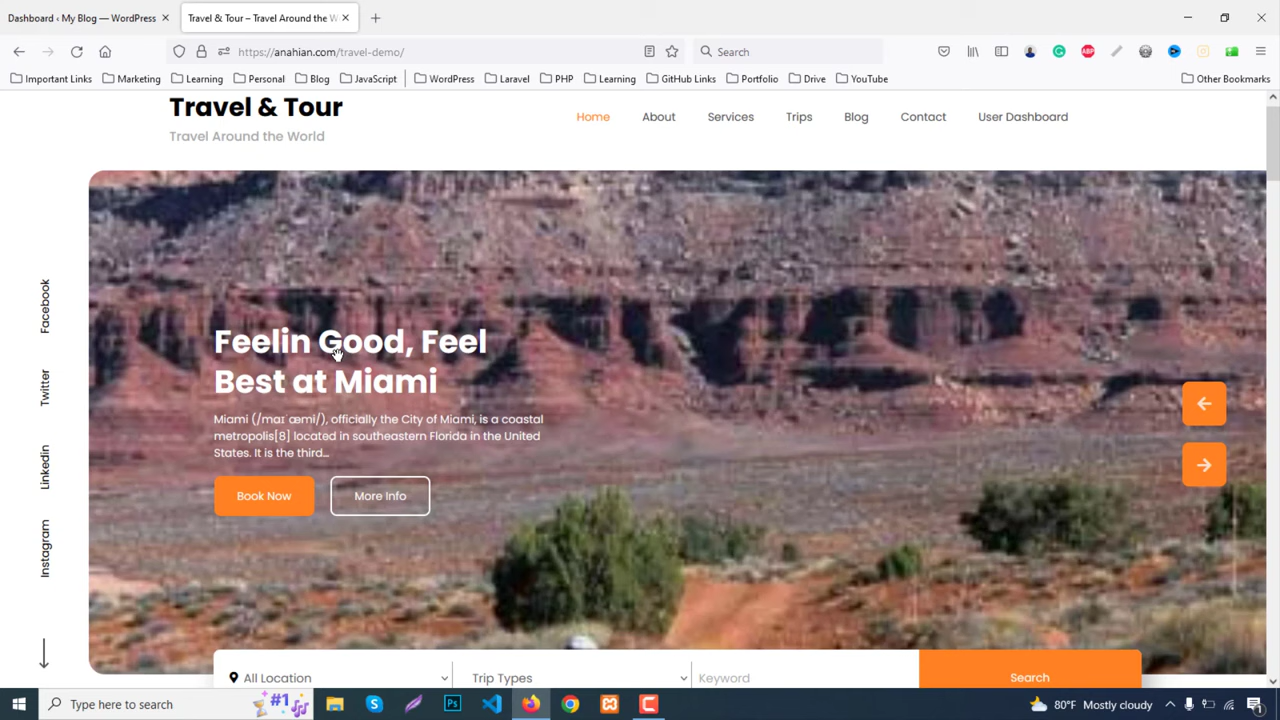 Dashboard ‹ My Blog — WordPress
Travel & Tour – Travel Around the W
https://anahian.com/travel-demo/
Search
Important Links
Marketing
Learning
Personal
Blog
JavaScript
WordPress
Laravel
PHP
Learning
GitHub Links
Portfolio
Drive
YouTube
Other Bookmarks
Travel & Tour
Travel Around the World
Home
About
Services
Trips
Blog
Contact
User Dashboard
Facebook
Twitter
Linkedin
Instagram
Feelin Good, Feel
Best at Miami
Miami (/maɪˈæmi/), officially the City of Miami, is a coastal
metropolis[8] located in southeastern Florida in the United
States. It is the third...
Book Now
More Info
All Location
Trip Types
Keyword
Search
Type here to search
#1
80°F Mostly cloudy